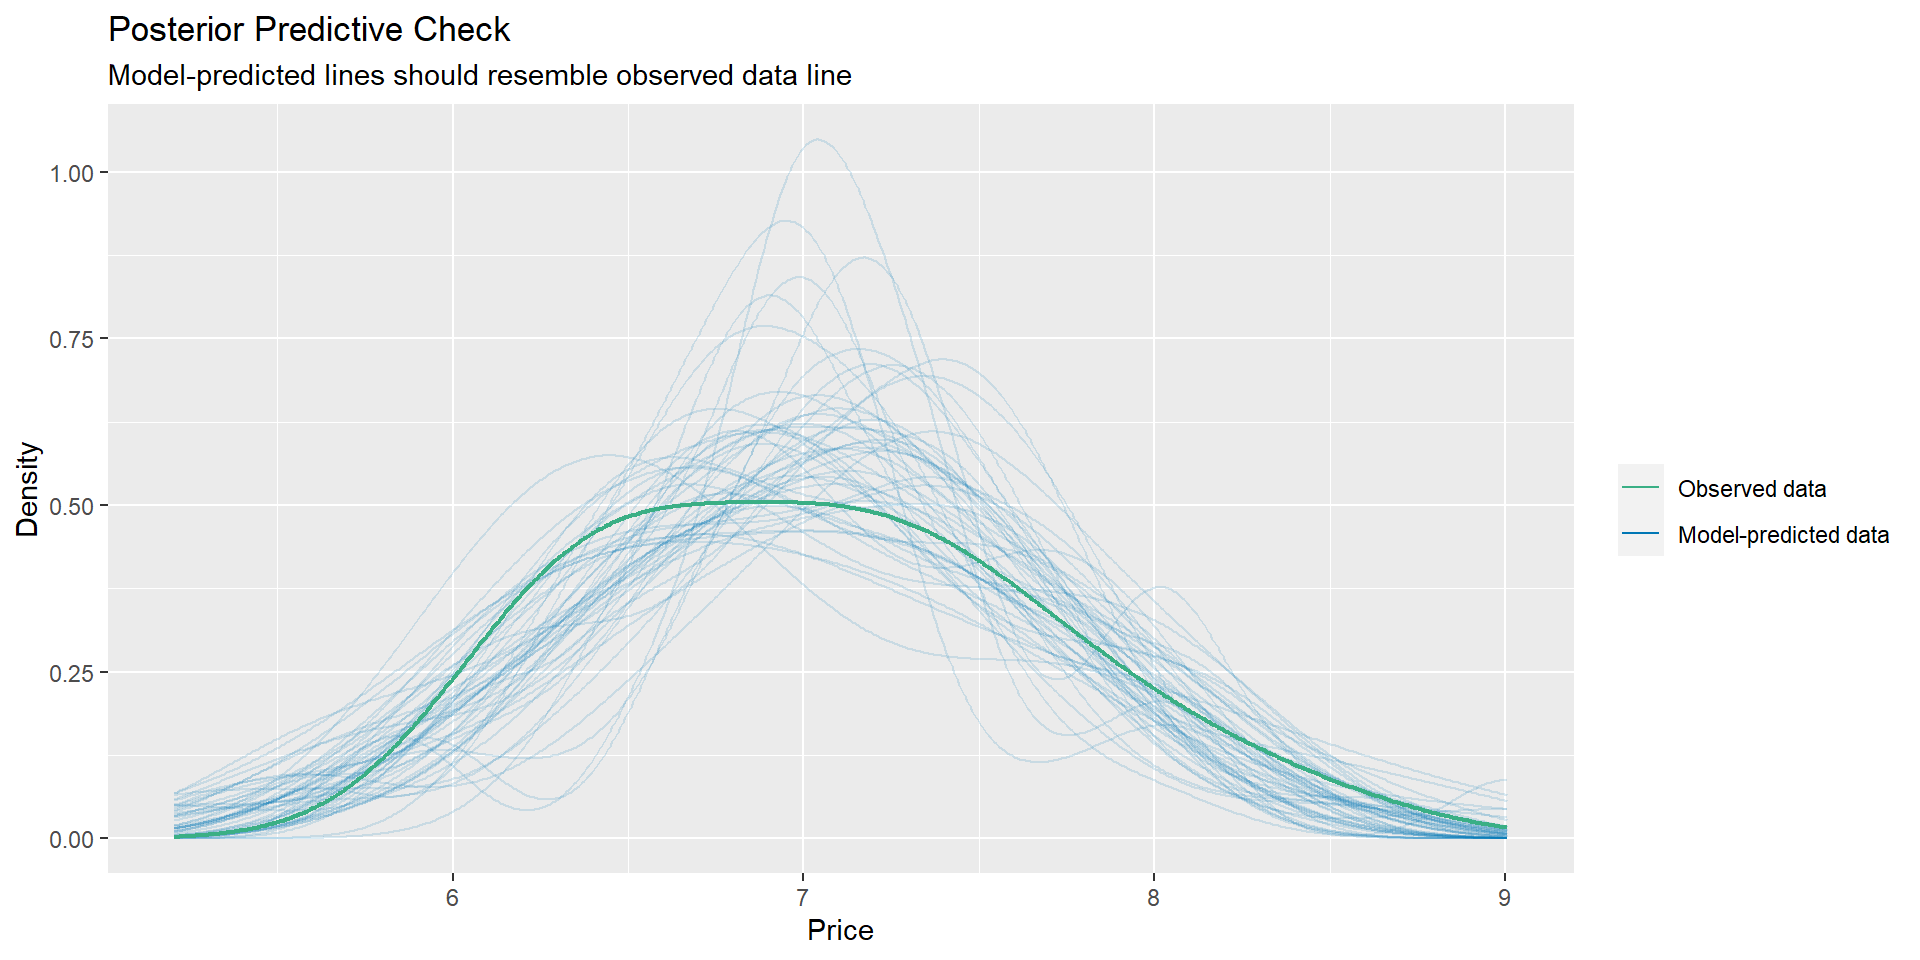 Posterior Predictive Check
Model-predicted lines should resemble observed data line
Density
1.00
0.75
0.50
0.25
0.00
6
7
8
9
Price
Observed data
Model-predicted data